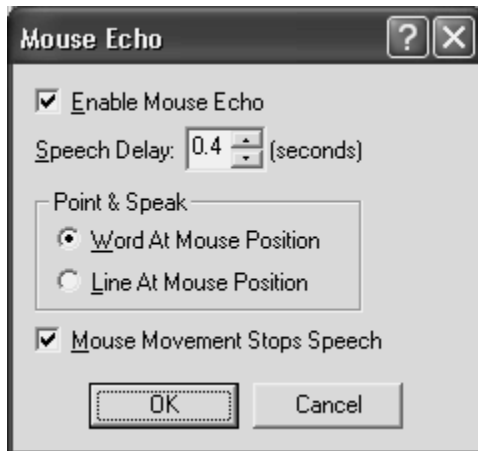 Mouse Echo
Enable Mouse Echo
Speech Delay: 0.4 (seconds)
Point & Speak
Word At Mouse Position
Line At Mouse Position
Mouse Movement Stops Speech
OK Cancel